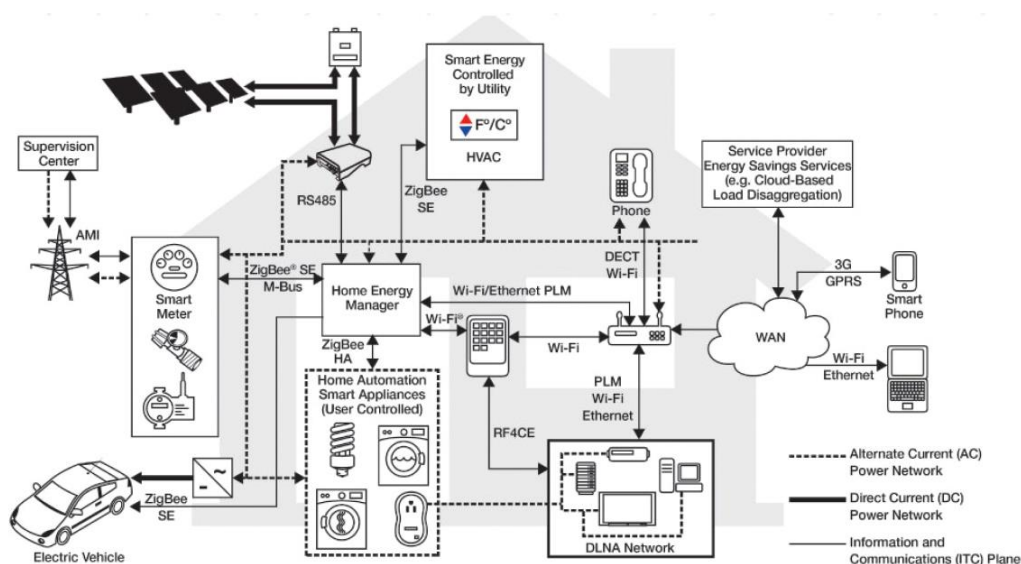 Smart Energy
Controlled
by Utility
F°/C°
HVAC
Supervision
Center
Service Provider
Energy Savings Services
(e.g. Cloud-Based
Load Disaggregation)
RS485
ZigBee
SE
Phone
AMI
DECT
Wi-Fi
3G
GPRS
Smart
Phone
Smart
Meter
ZigBee® SE
M-Bus
Home Energy
Manager
Wi-Fi/Ethernet PLM
Wi-Fi®
Wi-Fi
WAN
Wi-Fi
Ethernet
ZigBee
HA
Home Automation
Smart Appliances
(User Controlled)
PLM
Wi-Fi
Ethernet
RF4CE
ZigBee
SE
Electric Vehicle
DLNA Network
Alternate Current (AC)
Power Network
Direct Current (DC)
Power Network
Information and
Communications (ITC) Plane